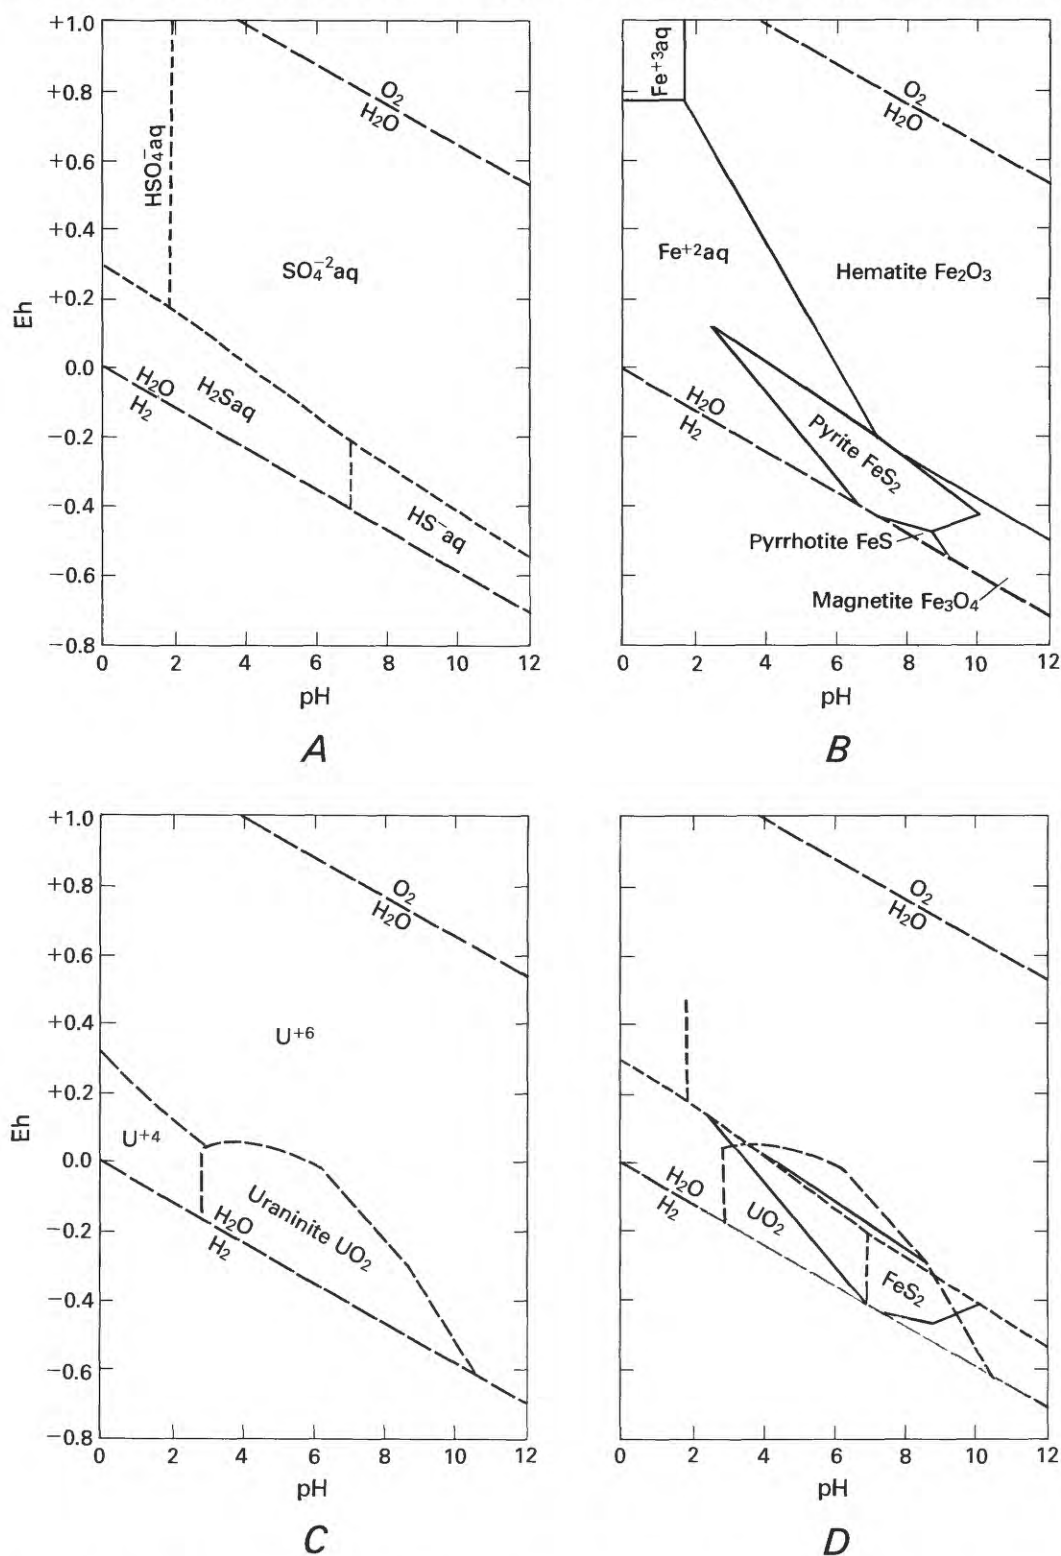 +1.0
+0.8
+0.6
+0.4
+0.2
0.0
−0.2
−0.4
−0.6
−0.8
Eh
HSO₄⁻aq
O₂
H₂O
SO₄⁻²aq
H₂O
H₂
H₂Saq
HS⁻aq
0 2 4 6 8 10 12
pH
A
Fe⁺³aq
O₂
H₂O
Fe⁺²aq
Hematite Fe₂O₃
H₂O
H₂
Pyrite FeS₂
Pyrrhotite FeS
Magnetite Fe₃O₄
0 2 4 6 8 10 12
pH
B
+1.0
+0.8
+0.6
+0.4
+0.2
0.0
−0.2
−0.4
−0.6
−0.8
Eh
O₂
H₂O
U⁺⁶
U⁺⁴
Uraninite UO₂
H₂O
H₂
0 2 4 6 8 10 12
pH
C
O₂
H₂O
H₂O
H₂
UO₂
FeS₂
0 2 4 6 8 10 12
pH
D